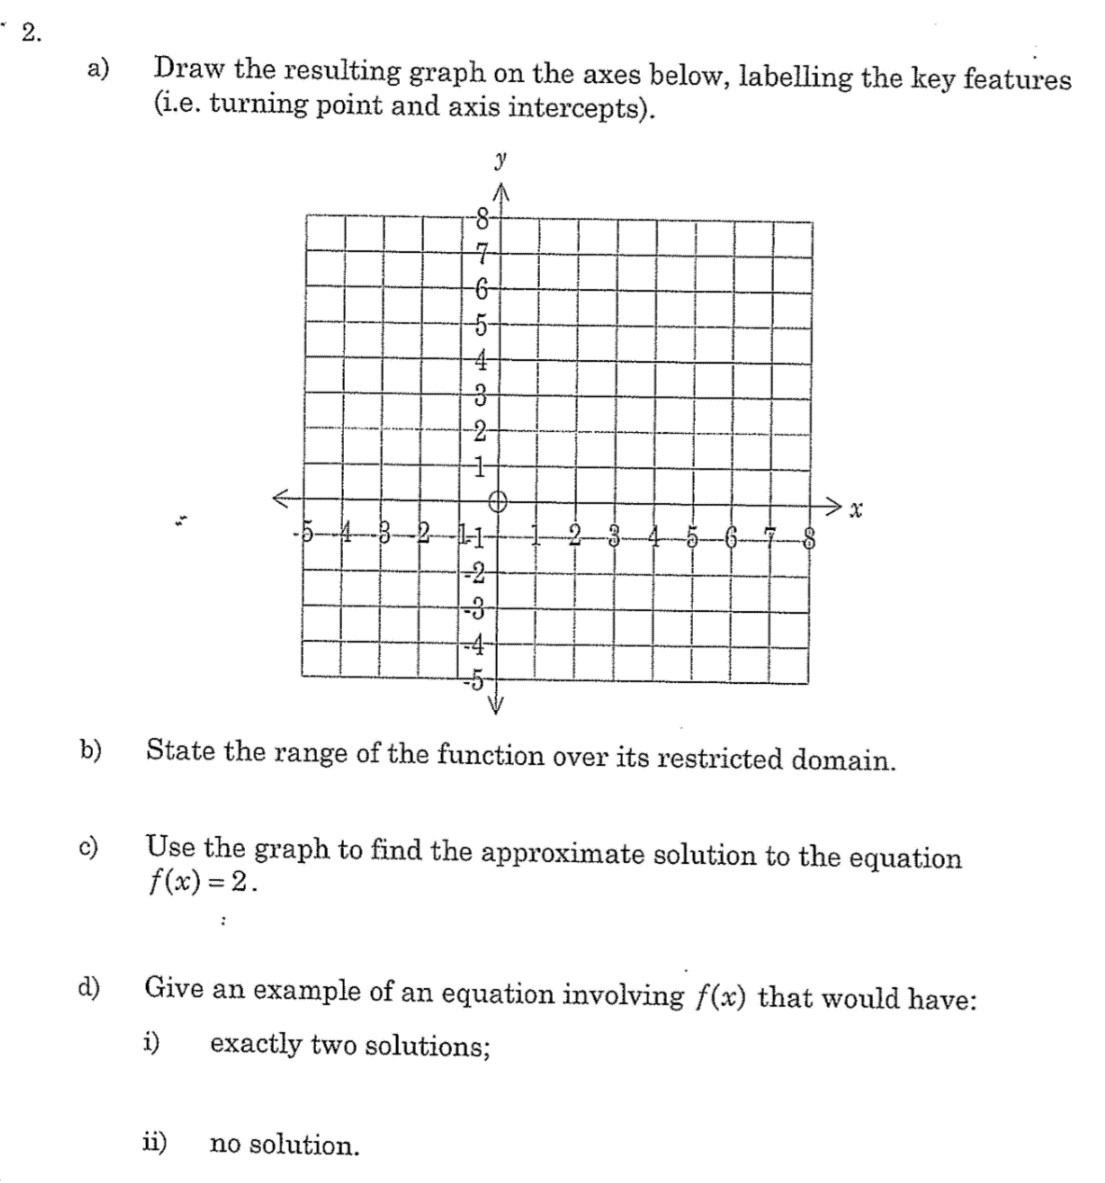 2.
a) Draw the resulting graph on the axes below, labelling the key features
(i.e. turning point and axis intercepts).
y
8
7
6
5
4
3
2
1
x
-5 -4 -3 -2 -1 -1 1 2 3 4 5 6 7 8
-2
-3
-4
-5
b) State the range of the function over its restricted domain.
c) Use the graph to find the approximate solution to the equation
f(x) = 2.
d) Give an example of an equation involving f(x) that would have:
i) exactly two solutions;
ii) no solution.